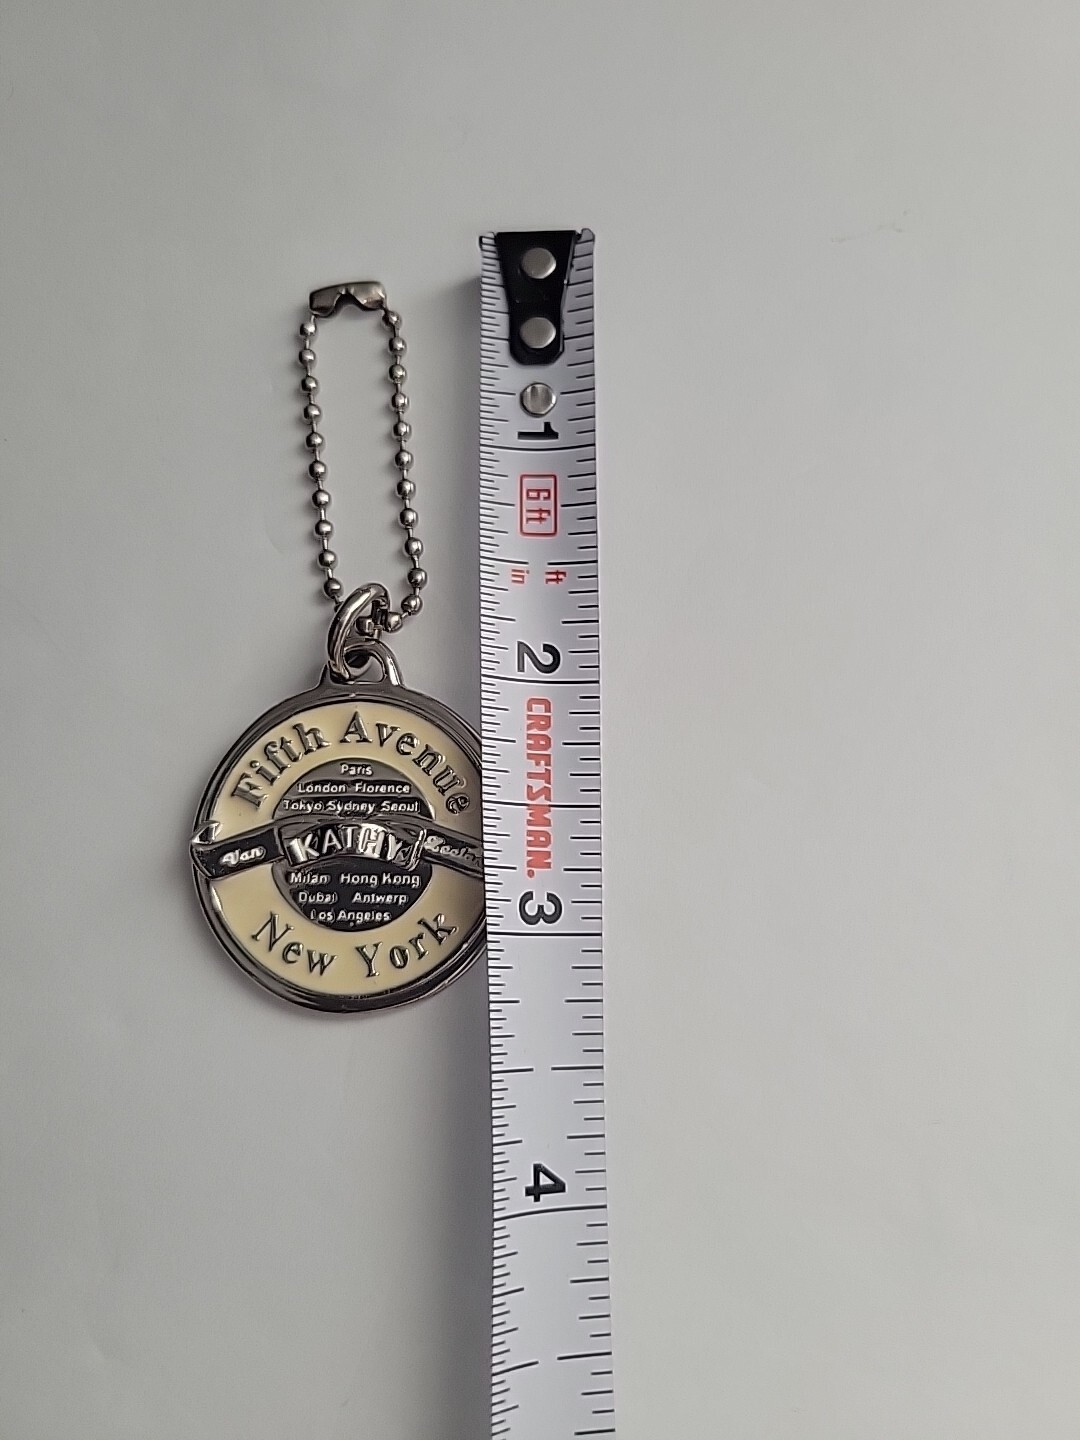 Fifth Avenue
Paris
London Florence
Tokyo Sydney Seoul
Van KATHY
Milan Hong Kong
Dubai Antwerp
Los Angeles
New York
1
6ft
ft
in
2
CRAFTSMAN.
3
4